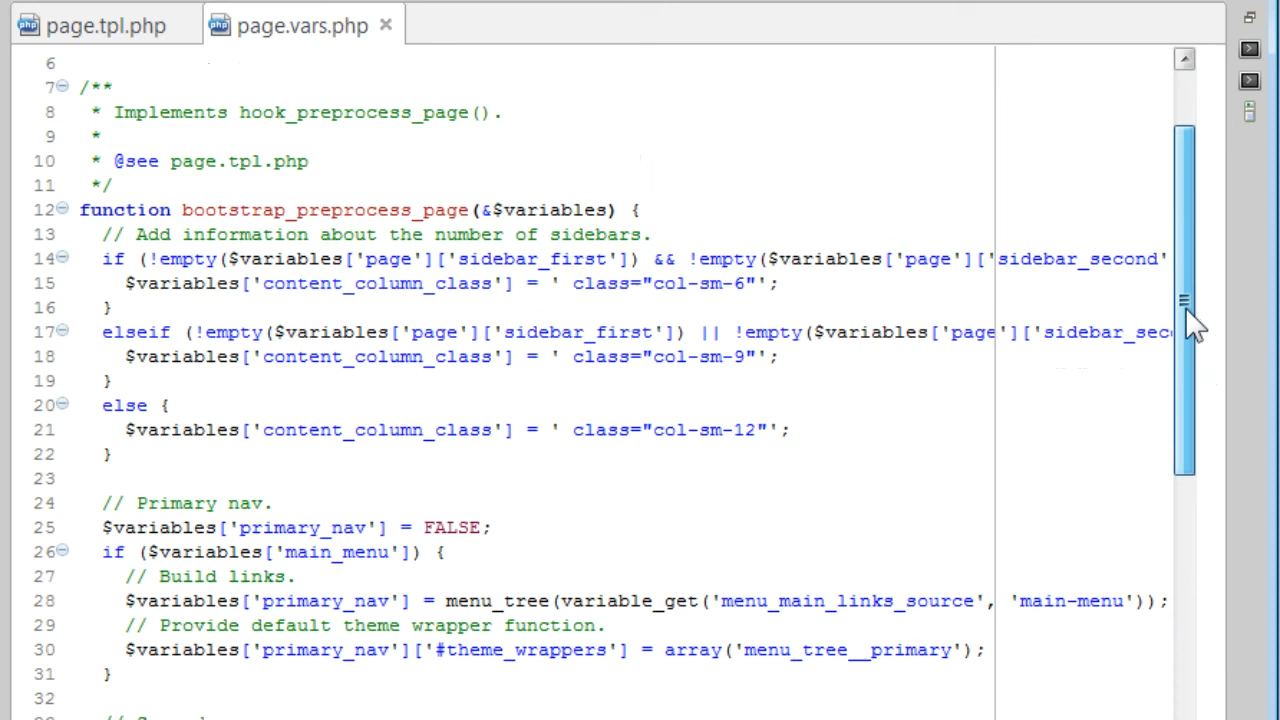 page.tpl.php
page.vars.php
6
7 /**
8 * Implements hook_preprocess_page().
9 *
10 * @see page.tpl.php
11 */
12 function bootstrap_preprocess_page(&$variables) {
13 // Add information about the number of sidebars.
14 if (!empty($variables['page']['sidebar_first']) && !empty($variables['page']['sidebar_second'
15 $variables['content_column_class'] = ' class="col-sm-6"';
16 }
17 elseif (!empty($variables['page']['sidebar_first']) || !empty($variables['page']['sidebar_seco
18 $variables['content_column_class'] = ' class="col-sm-9"';
19 }
20 else {
21 $variables['content_column_class'] = ' class="col-sm-12"';
22 }
23
24 // Primary nav.
25 $variables['primary_nav'] = FALSE;
26 if ($variables['main_menu']) {
27 // Build links.
28 $variables['primary_nav'] = menu_tree(variable_get('menu_main_links_source', 'main-menu'));
29 // Provide default theme wrapper function.
30 $variables['primary_nav']['#theme_wrappers'] = array('menu_tree__primary');
31 }
32